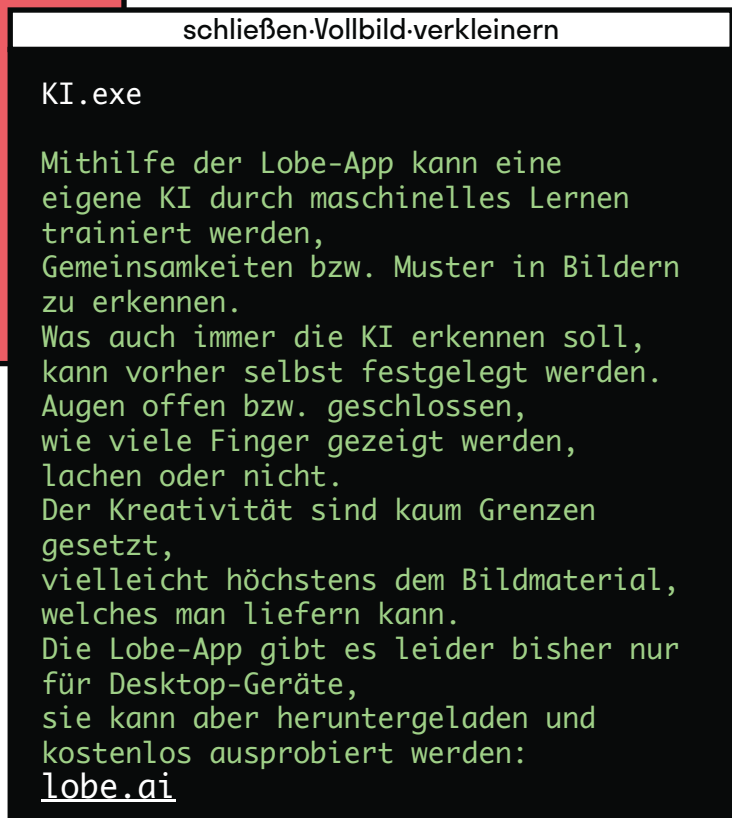 schließen·Vollbild·verkleinern
KI.exe
Mithilfe der Lobe-App kann eine
eigene KI durch maschinelles Lernen
trainiert werden,
Gemeinsamkeiten bzw. Muster in Bildern
zu erkennen.
Was auch immer die KI erkennen soll,
kann vorher selbst festgelegt werden.
Augen offen bzw. geschlossen,
wie viele Finger gezeigt werden,
lachen oder nicht.
Der Kreativität sind kaum Grenzen
gesetzt,
vielleicht höchstens dem Bildmaterial,
welches man liefern kann.
Die Lobe-App gibt es leider bisher nur
für Desktop-Geräte,
sie kann aber heruntergeladen und
kostenlos ausprobiert werden:
lobe.ai